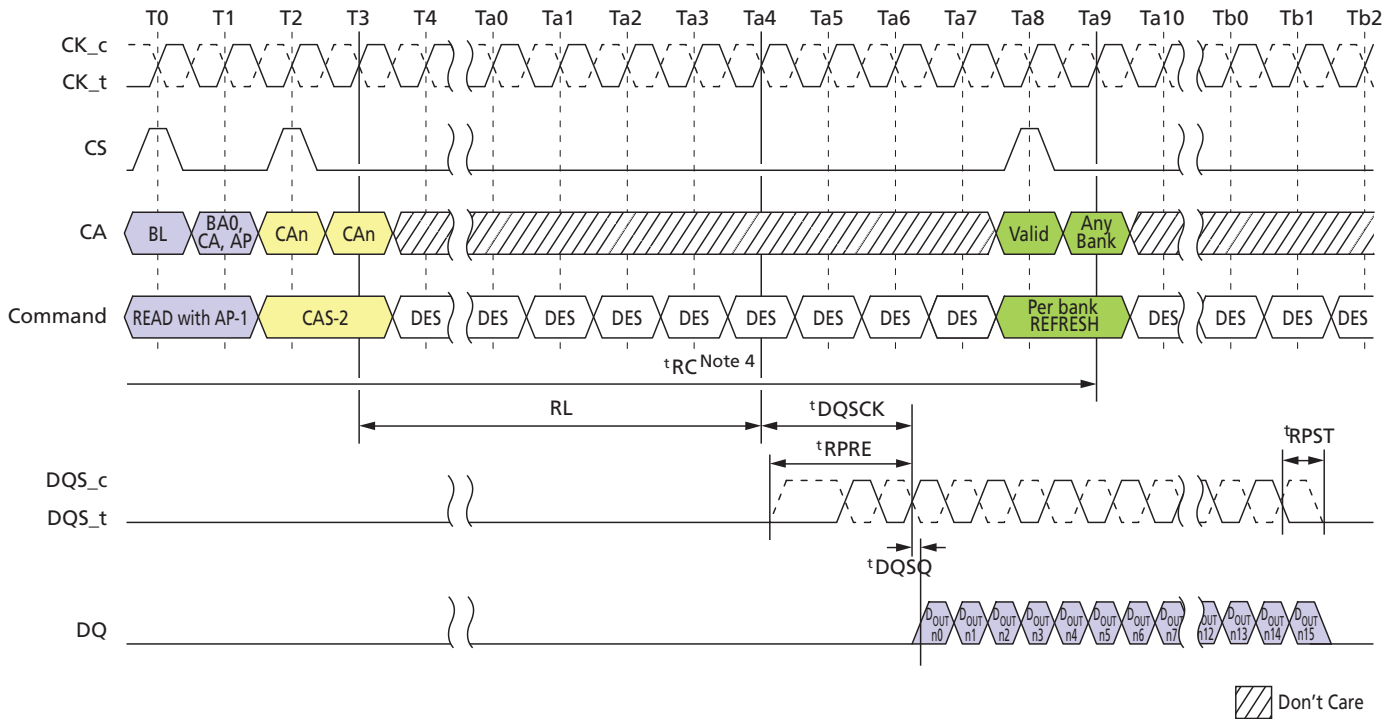 T0 T1 T2 T3 T4 Ta0 Ta1 Ta2 Ta3 Ta4 Ta5 Ta6 Ta7 Ta8 Ta9 Ta10 Tb0 Tb1 Tb2
CK_c
CK_t
CS
CA BL BA0, CA, AP CAn CAn Valid Any Bank
Command READ with AP-1 CAS-2 DES DES DES DES DES DES DES DES DES Per bank REFRESH DES DES DES DES
tRC Note 4
RL tDQSCK
tRPRE tRPST
DQS_c
DQS_t
tDQSQ
DQ DOUT n0 DOUT n1 DOUT n2 DOUT n3 DOUT n4 DOUT n5 DOUT n6 DOUT n7 DOUT n12 DOUT n13 DOUT n14 DOUT n15
Don't Care